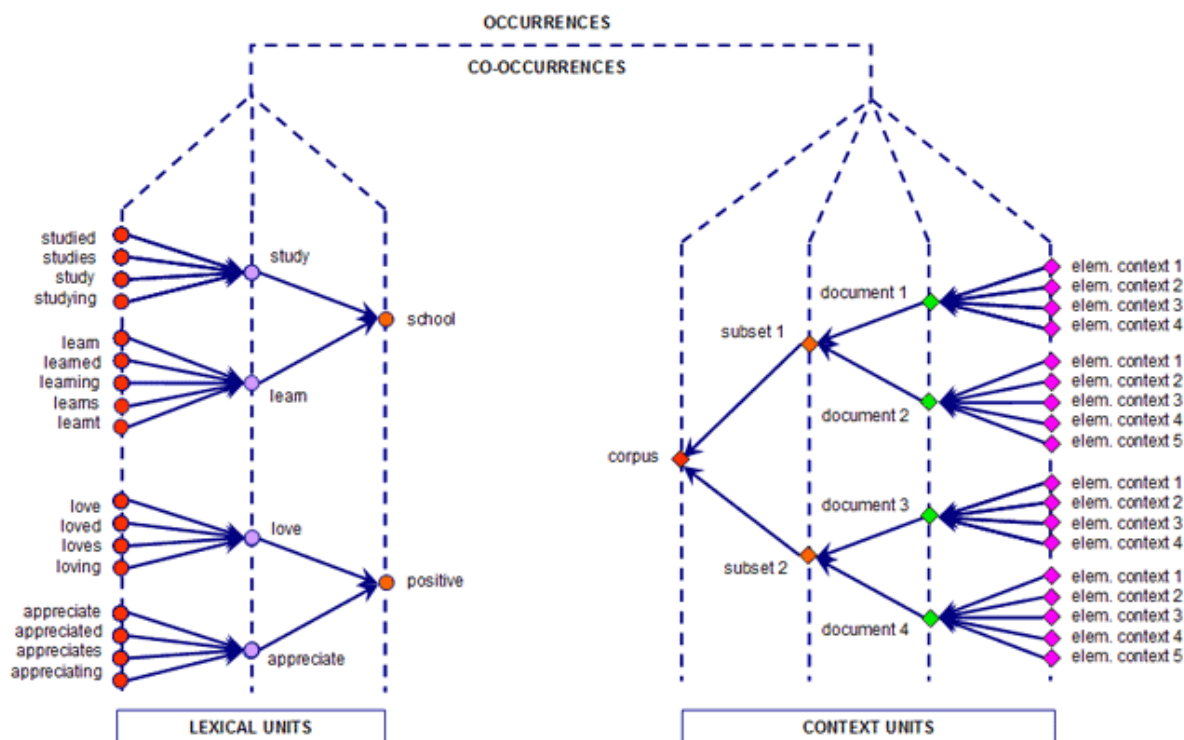 OCCURRENCES
CO-OCCURRENCES
studied
studies
study
studying
study
learn
learned
learning
learns
learnt
learn
school
love
loved
loves
loving
love
appreciate
appreciated
appreciates
appreciating
appreciate
positive
LEXICAL UNITS
corpus
subset 1
subset 2
document 1
document 2
document 3
document 4
elem. context 1
elem. context 2
elem. context 3
elem. context 4
elem. context 1
elem. context 2
elem. context 3
elem. context 4
elem. context 5
elem. context 1
elem. context 2
elem. context 3
elem. context 4
elem. context 1
elem. context 2
elem. context 3
elem. context 4
elem. context 5
CONTEXT UNITS